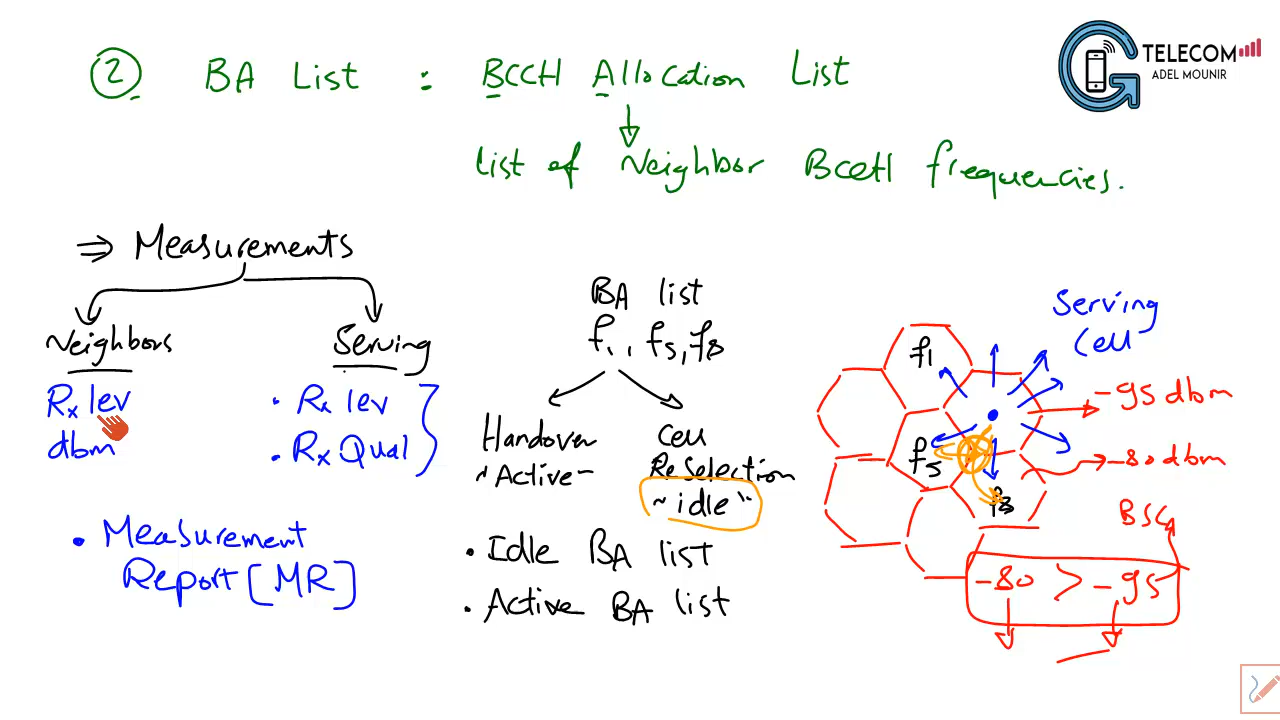 2 BA List : BCCH Allocation List
TELECOM
ADEL MOUNIR
List of Neighbor BCCH frequencies.
⇒ Measurements
Neighbors
Rx lev
dbm
Serving
• Rx lev
• Rx Qual
• Measurement
Report [MR]
BA list
f1, f5, f8
Handover
"Active"
Cell
ReSelection
"idle"
• Idle BA list
• Active BA list
Serving
Cell
f1
f5
f8
-95 dbm
-80 dbm
BSC
-80 > -95